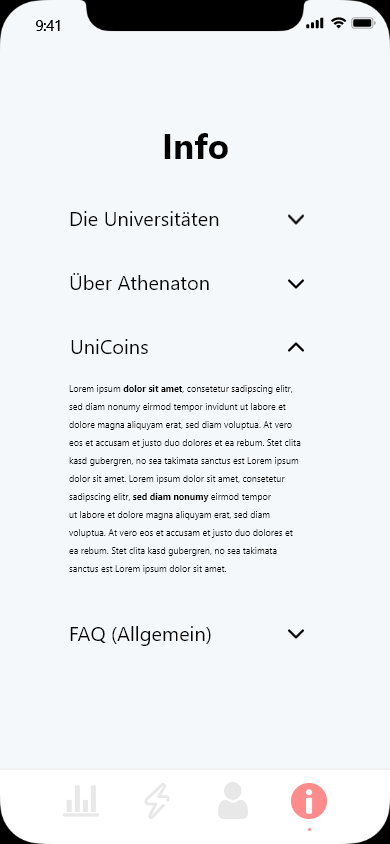 9:41
Info
Die Universitäten
Über Athenaton
UniCoins
Lorem ipsum dolor sit amet, consetetur sadipscing elitr,
sed diam nonumy eirmod tempor invidunt ut labore et
dolore magna aliquyam erat, sed diam voluptua. At vero
eos et accusam et justo duo dolores et ea rebum. Stet clita
kasd gubergren, no sea takimata sanctus est Lorem ipsum
dolor sit amet. Lorem ipsum dolor sit amet, consetetur
sadipscing elitr, sed diam nonumy eirmod tempor
ut labore et dolore magna aliquyam erat, sed diam
voluptua. At vero eos et accusam et justo duo dolores et
ea rebum. Stet clita kasd gubergren, no sea takimata
sanctus est Lorem ipsum dolor sit amet.
FAQ (Allgemein)